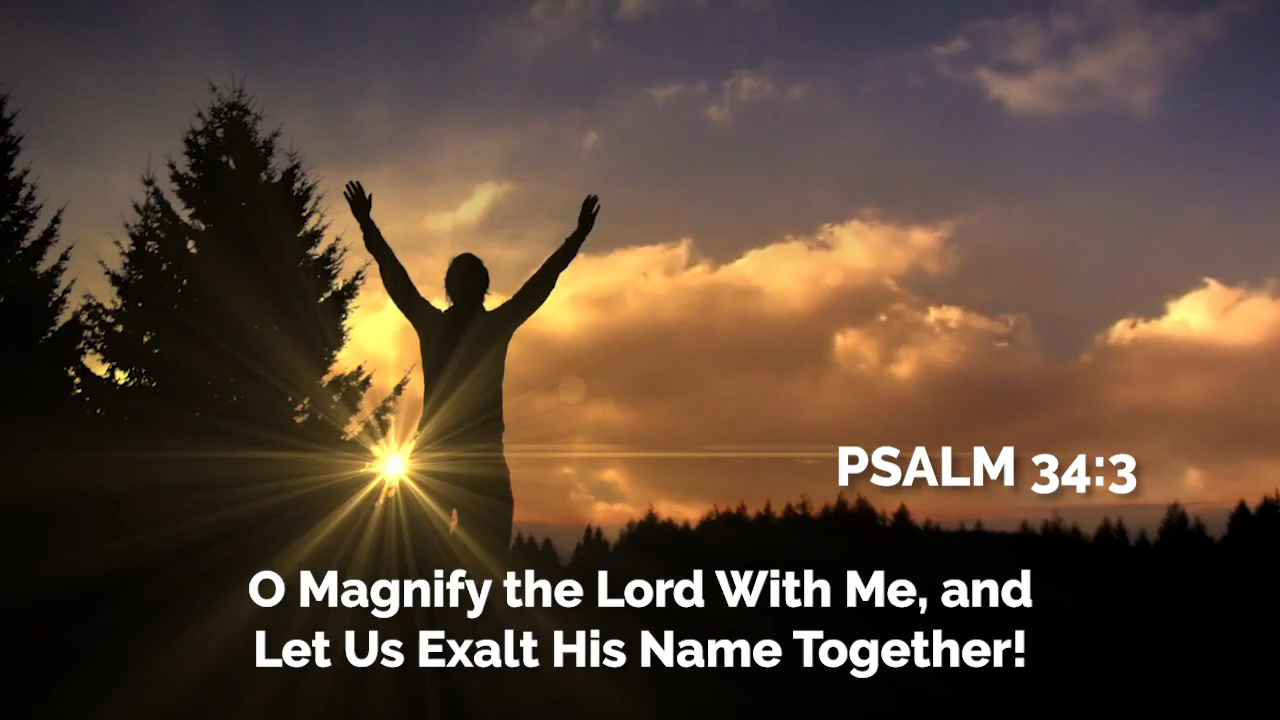 PSALM 34:3
O Magnify the Lord With Me, and
Let Us Exalt His Name Together!